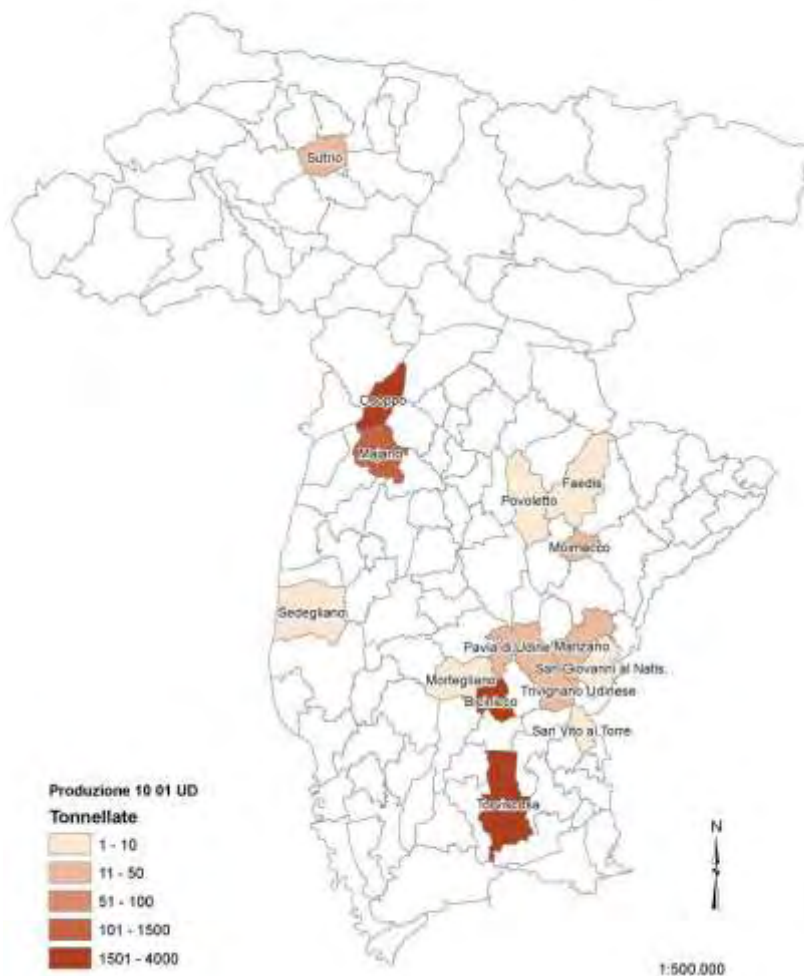 Sutrio
Osoppo
Majano
Faedis
Povoletto
Moimacco
Sedegliano
Pavia di Udine
Manzano
San Giovanni al Natis.
Mortegliano
Trivignano Udinese
Bicinicco
San Vito al Torre
Torviscosa
Produzione 10 01 UD
Tonnellate
1 - 10
11 - 50
51 - 100
101 - 1500
1501 - 4000
N
1:500.000